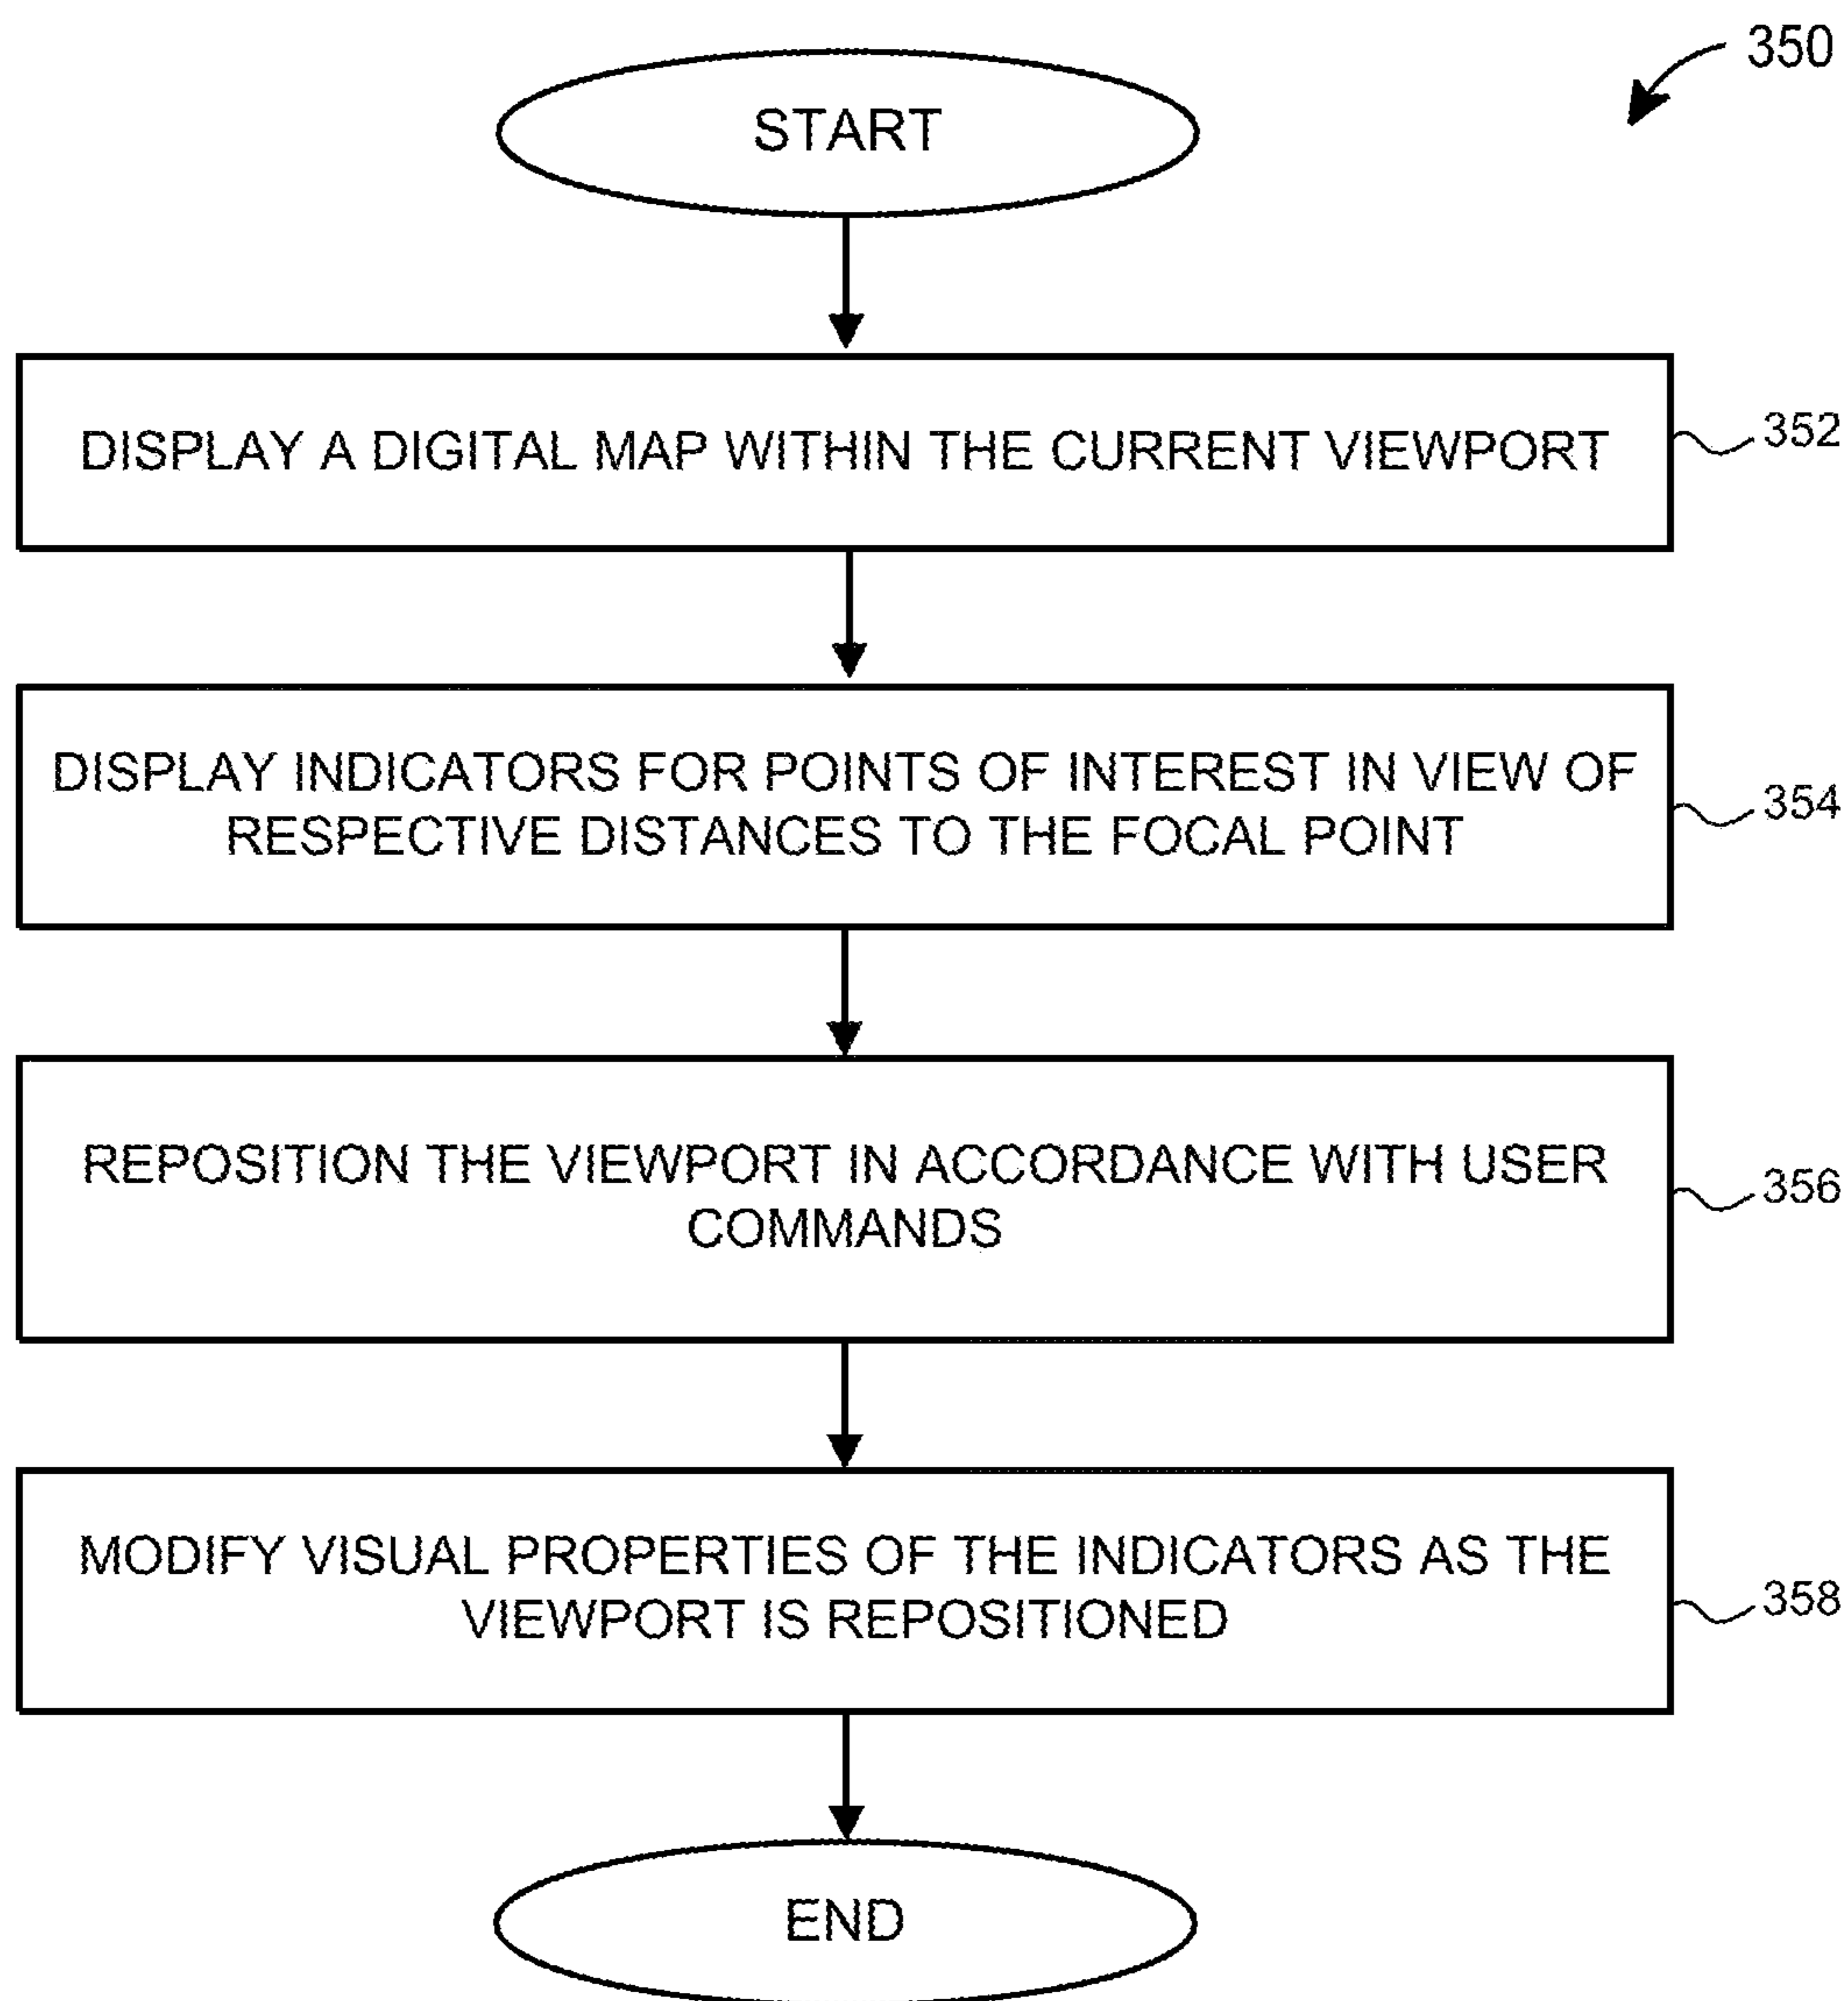 350
START
DISPLAY A DIGITAL MAP WITHIN THE CURRENT VIEWPORT
352
DISPLAY INDICATORS FOR POINTS OF INTEREST IN VIEW OF
RESPECTIVE DISTANCES TO THE FOCAL POINT
354
REPOSITION THE VIEWPORT IN ACCORDANCE WITH USER
COMMANDS
356
MODIFY VISUAL PROPERTIES OF THE INDICATORS AS THE
VIEWPORT IS REPOSITIONED
358
END